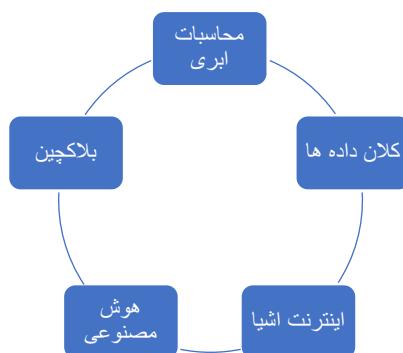 محاسبات
ابری
کلان داده ها
اینترنت اشیا
هوش
مصنوعی
بلاکچین